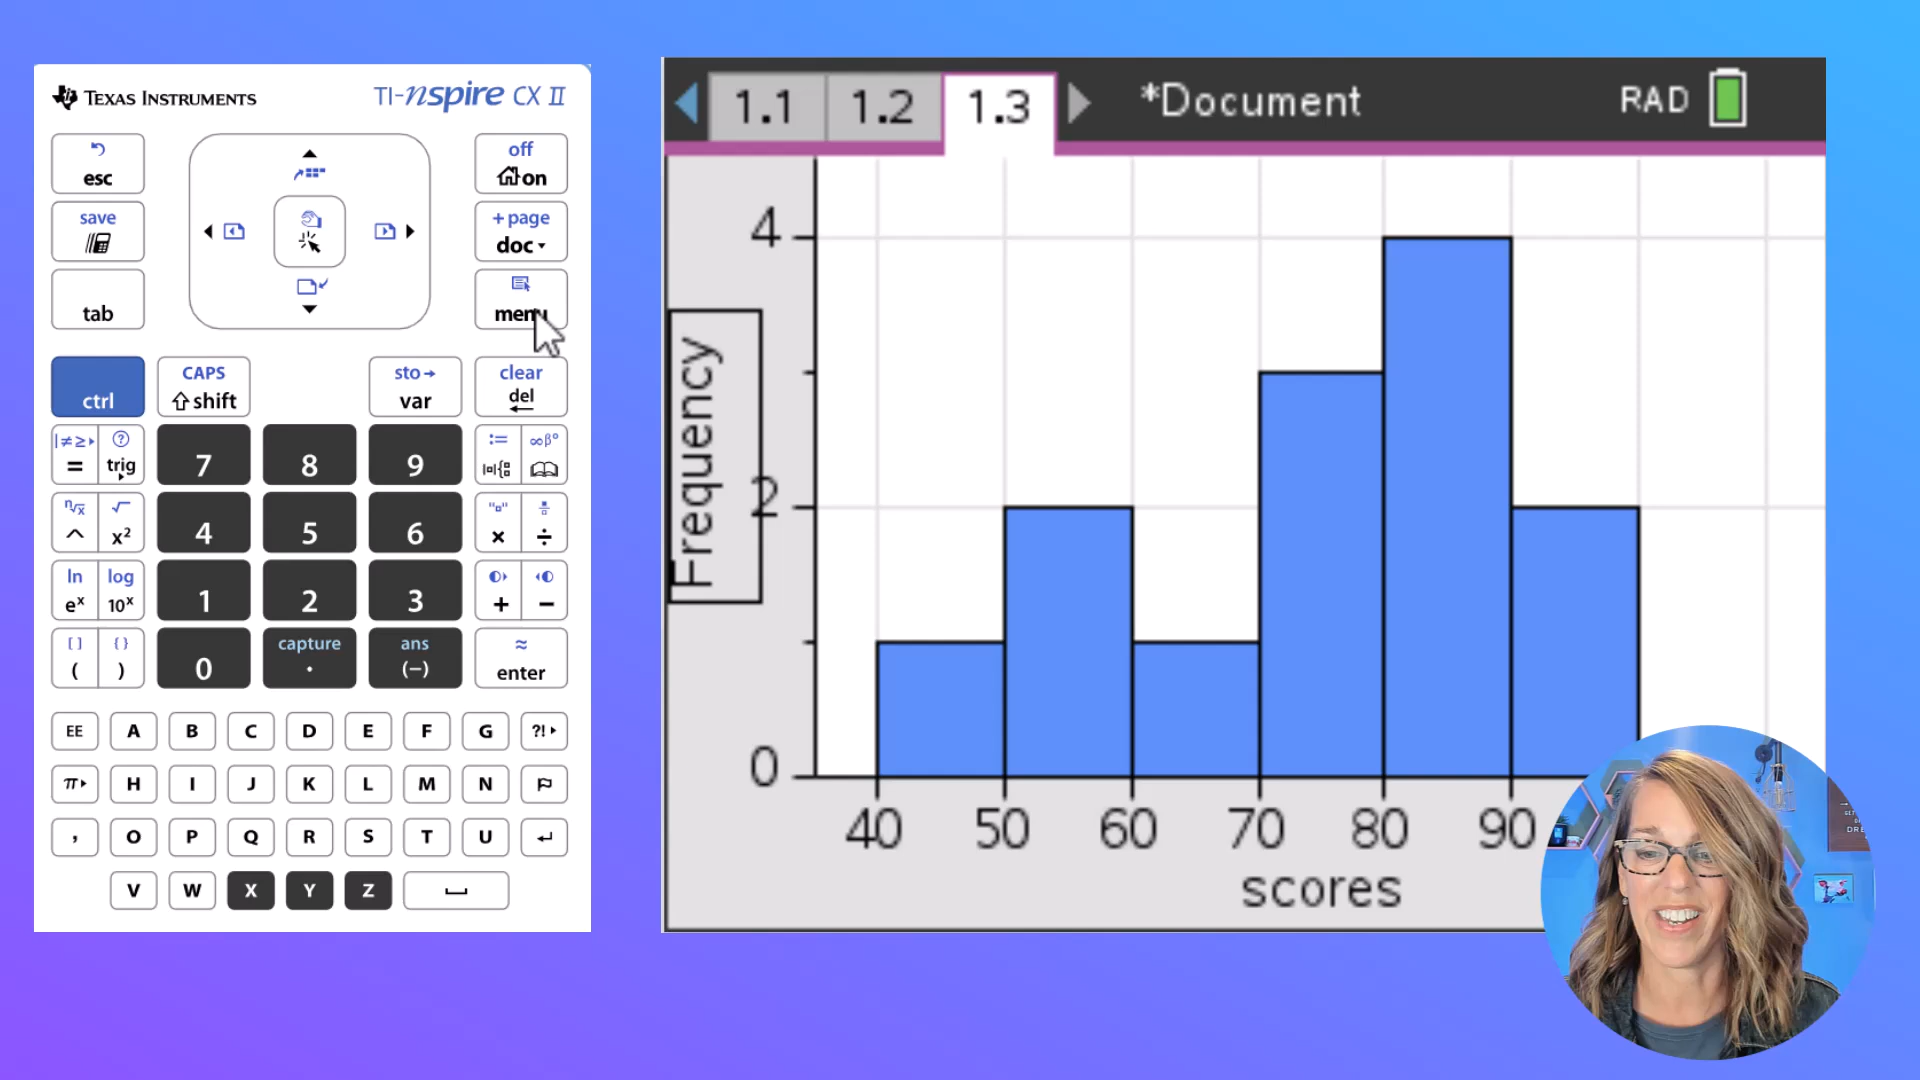 TEXAS INSTRUMENTS
TI-nspire CX II
esc
off
on
save
+ page
doc
tab
menu
ctrl
CAPS
shift
sto→
var
clear
del
|≠≥▸
=
trig
7
8
9
:=
∞β°
^
x²
4
5
6
×
÷
ln
log
eˣ
10ˣ
1
2
3
+
−
[ ]
{ }
(
)
0
capture
.
ans
(−)
≈
enter
EE
A
B
C
D
E
F
G
?!▸
π▸
H
I
J
K
L
M
N
,
O
P
Q
R
S
T
U
V
W
X
Y
Z
1.1
1.2
1.3
*Document
RAD
4
2
0
Frequency
40
50
60
70
80
90
scores